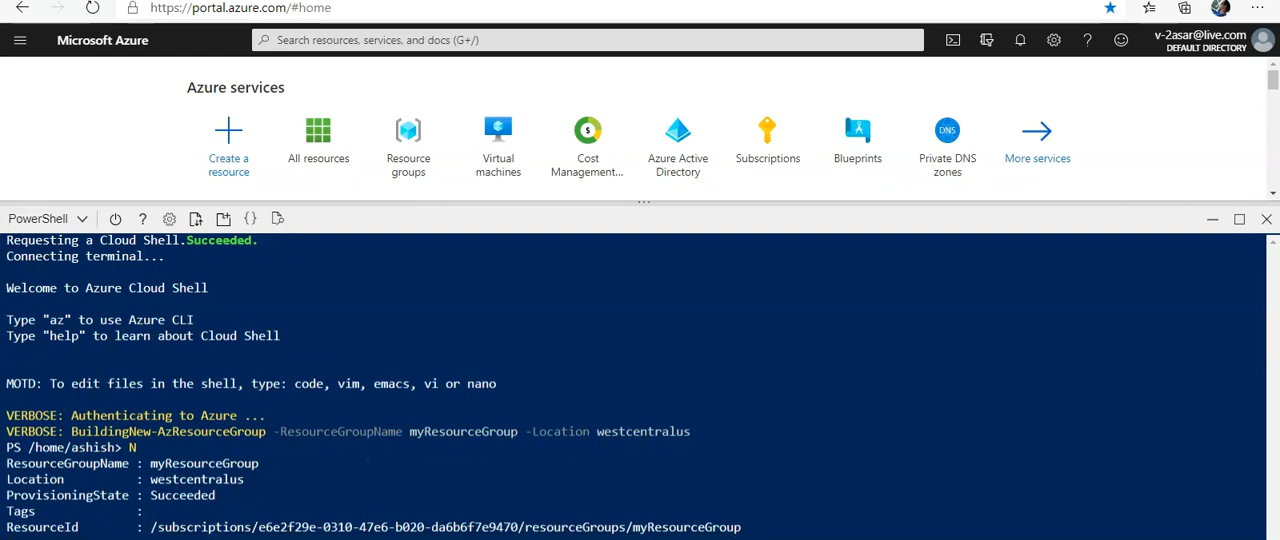 https://portal.azure.com/#home
Microsoft Azure
Search resources, services, and docs (G+/)
v-2asar@live.com
DEFAULT DIRECTORY
Azure services
Create a resource
All resources
Resource groups
Virtual machines
Cost Management...
Azure Active Directory
Subscriptions
Blueprints
DNS
Private DNS zones
More services
PowerShell
Requesting a Cloud Shell.Succeeded.
Connecting terminal...
Welcome to Azure Cloud Shell
Type "az" to use Azure CLI
Type "help" to learn about Cloud Shell
MOTD: To edit files in the shell, type: code, vim, emacs, vi or nano
VERBOSE: Authenticating to Azure ...
VERBOSE: BuildingNew-AzResourceGroup -ResourceGroupName myResourceGroup -Location westcentralus
PS /home/ashish> N
ResourceGroupName : myResourceGroup
Location : westcentralus
ProvisioningState : Succeeded
Tags :
ResourceId : /subscriptions/e6e2f29e-0310-47e6-b020-da6b6f7e9470/resourceGroups/myResourceGroup